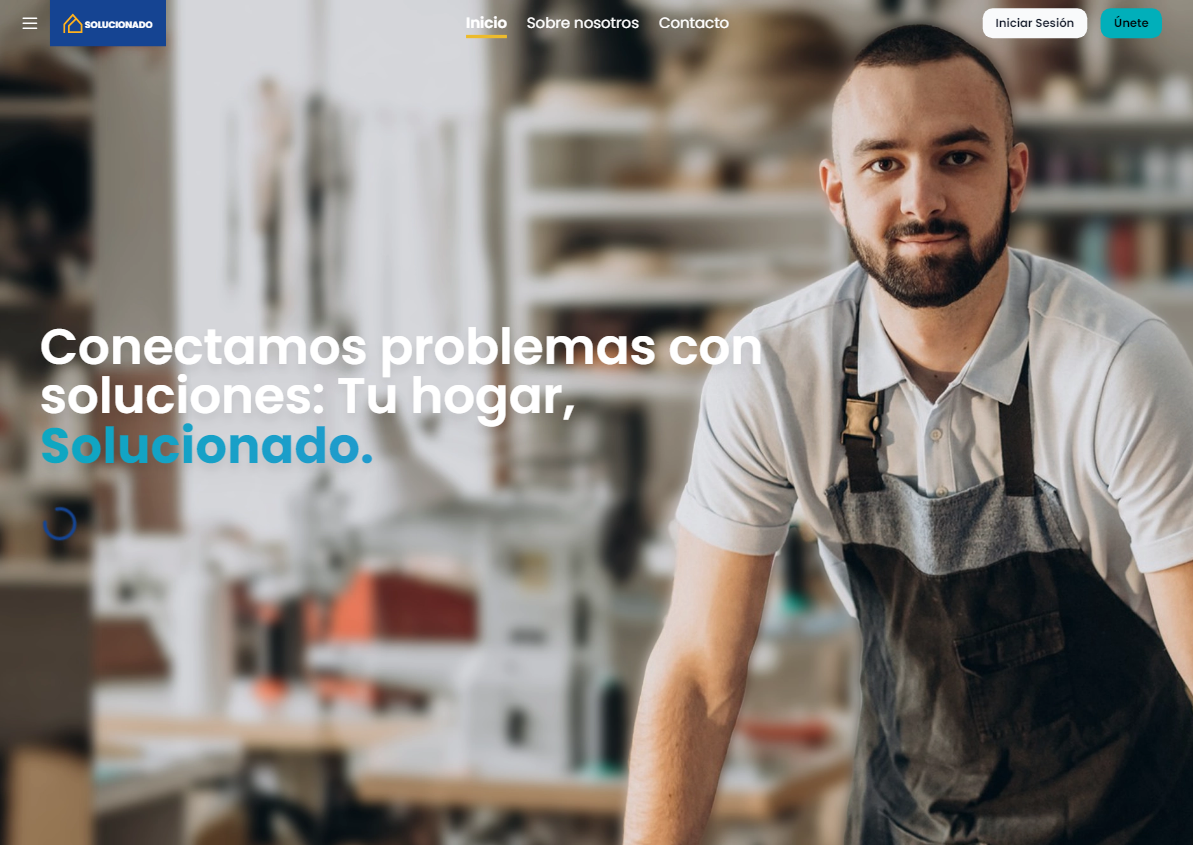 SOLUCIONADO
Inicio
Sobre nosotros
Contacto
Iniciar Sesión
Únete
Conectamos problemas con
soluciones: Tu hogar,
Solucionado.